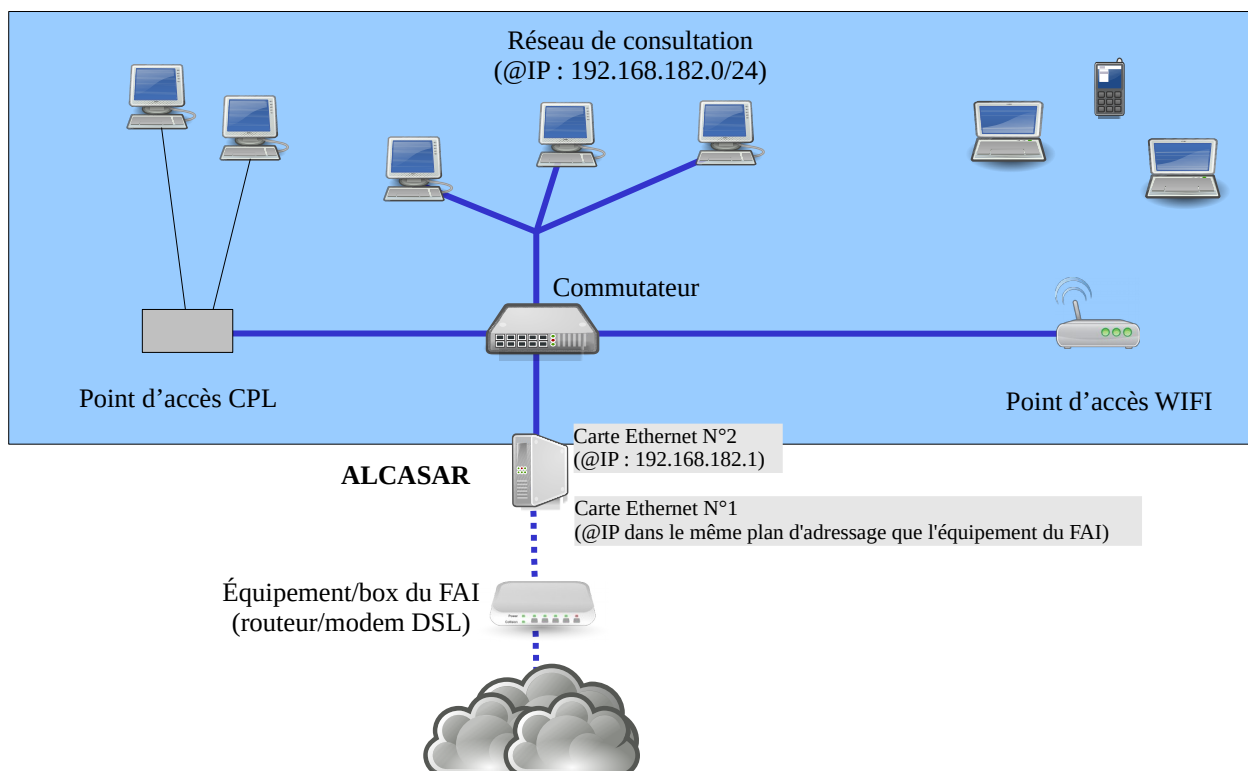 Réseau de consultation
(@IP : 192.168.182.0/24)
Commutateur
Point d’accès CPL
Point d’accès WIFI
Carte Ethernet N°2
(@IP : 192.168.182.1)
ALCASAR
Carte Ethernet N°1
(@IP dans le même plan d'adressage que l'équipement du FAI)
Équipement/box du FAI
(routeur/modem DSL)
Power